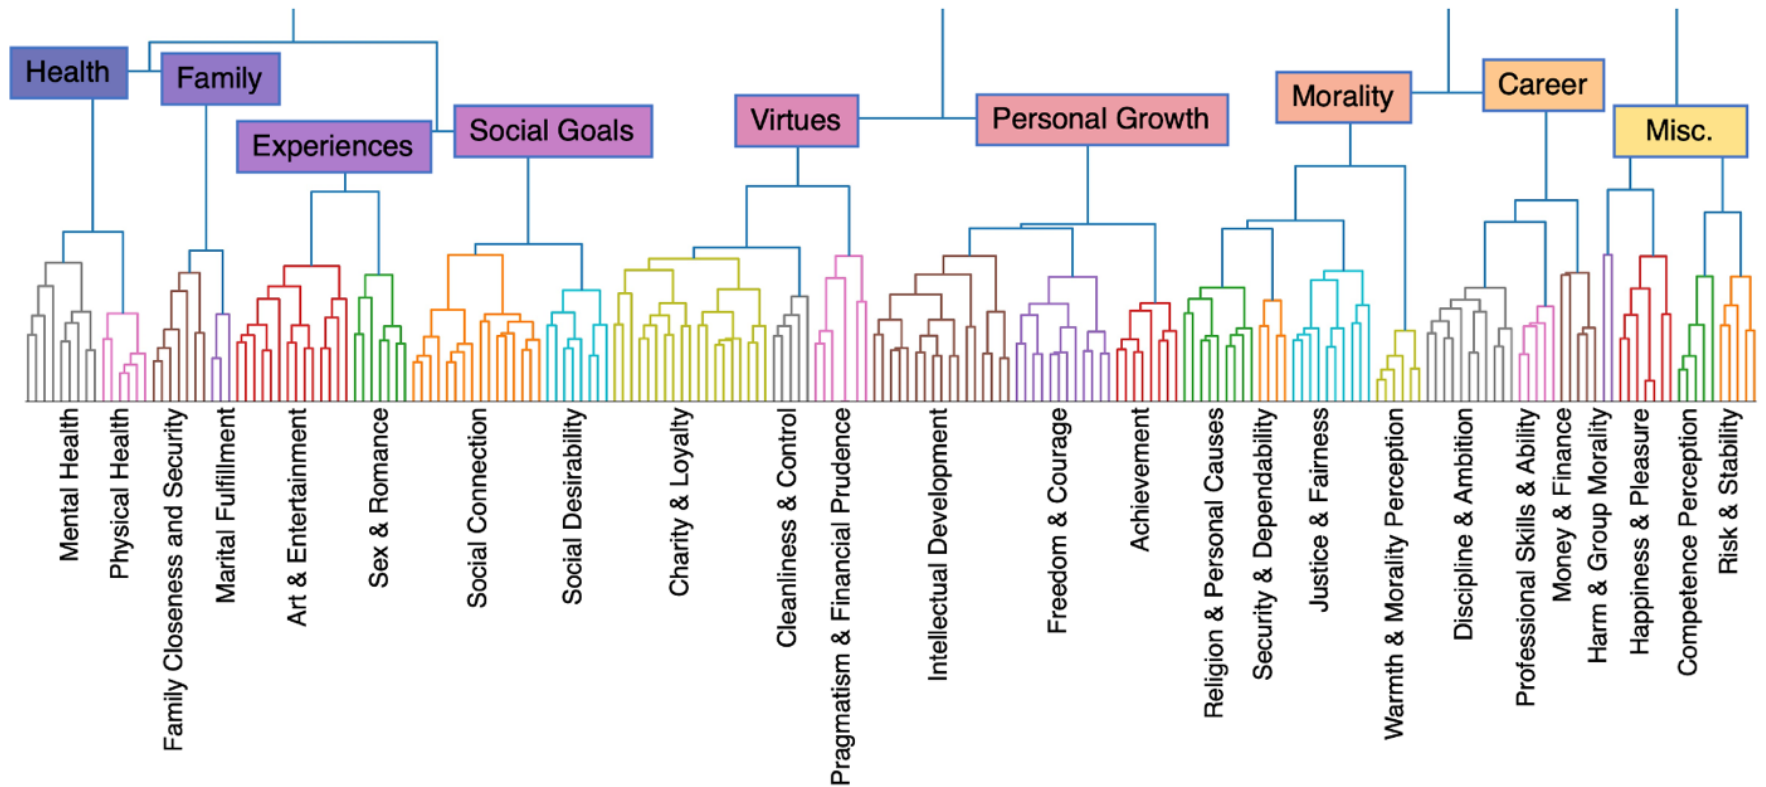 Health
Family
Experiences
Social Goals
Virtues
Personal Growth
Morality
Career
Misc.
Mental Health
Physical Health
Family Closeness and Security
Marital Fulfillment
Art & Entertainment
Sex & Romance
Social Connection
Social Desirability
Charity & Loyalty
Cleanliness & Control
Pragmatism & Financial Prudence
Intellectual Development
Freedom & Courage
Achievement
Religion & Personal Causes
Security & Dependability
Justice & Fairness
Warmth & Morality Perception
Discipline & Ambition
Professional Skills & Ability
Money & Finance
Harm & Group Morality
Happiness & Pleasure
Competence Perception
Risk & Stability